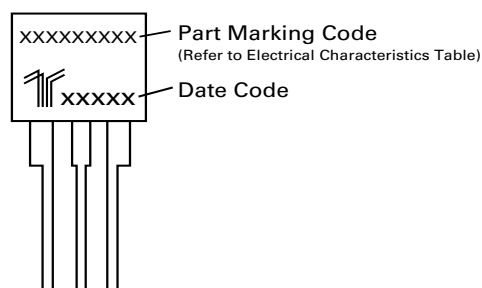 xxxxxxxxx Part Marking Code
(Refer to Electrical Characteristics Table)
xxxxx Date Code